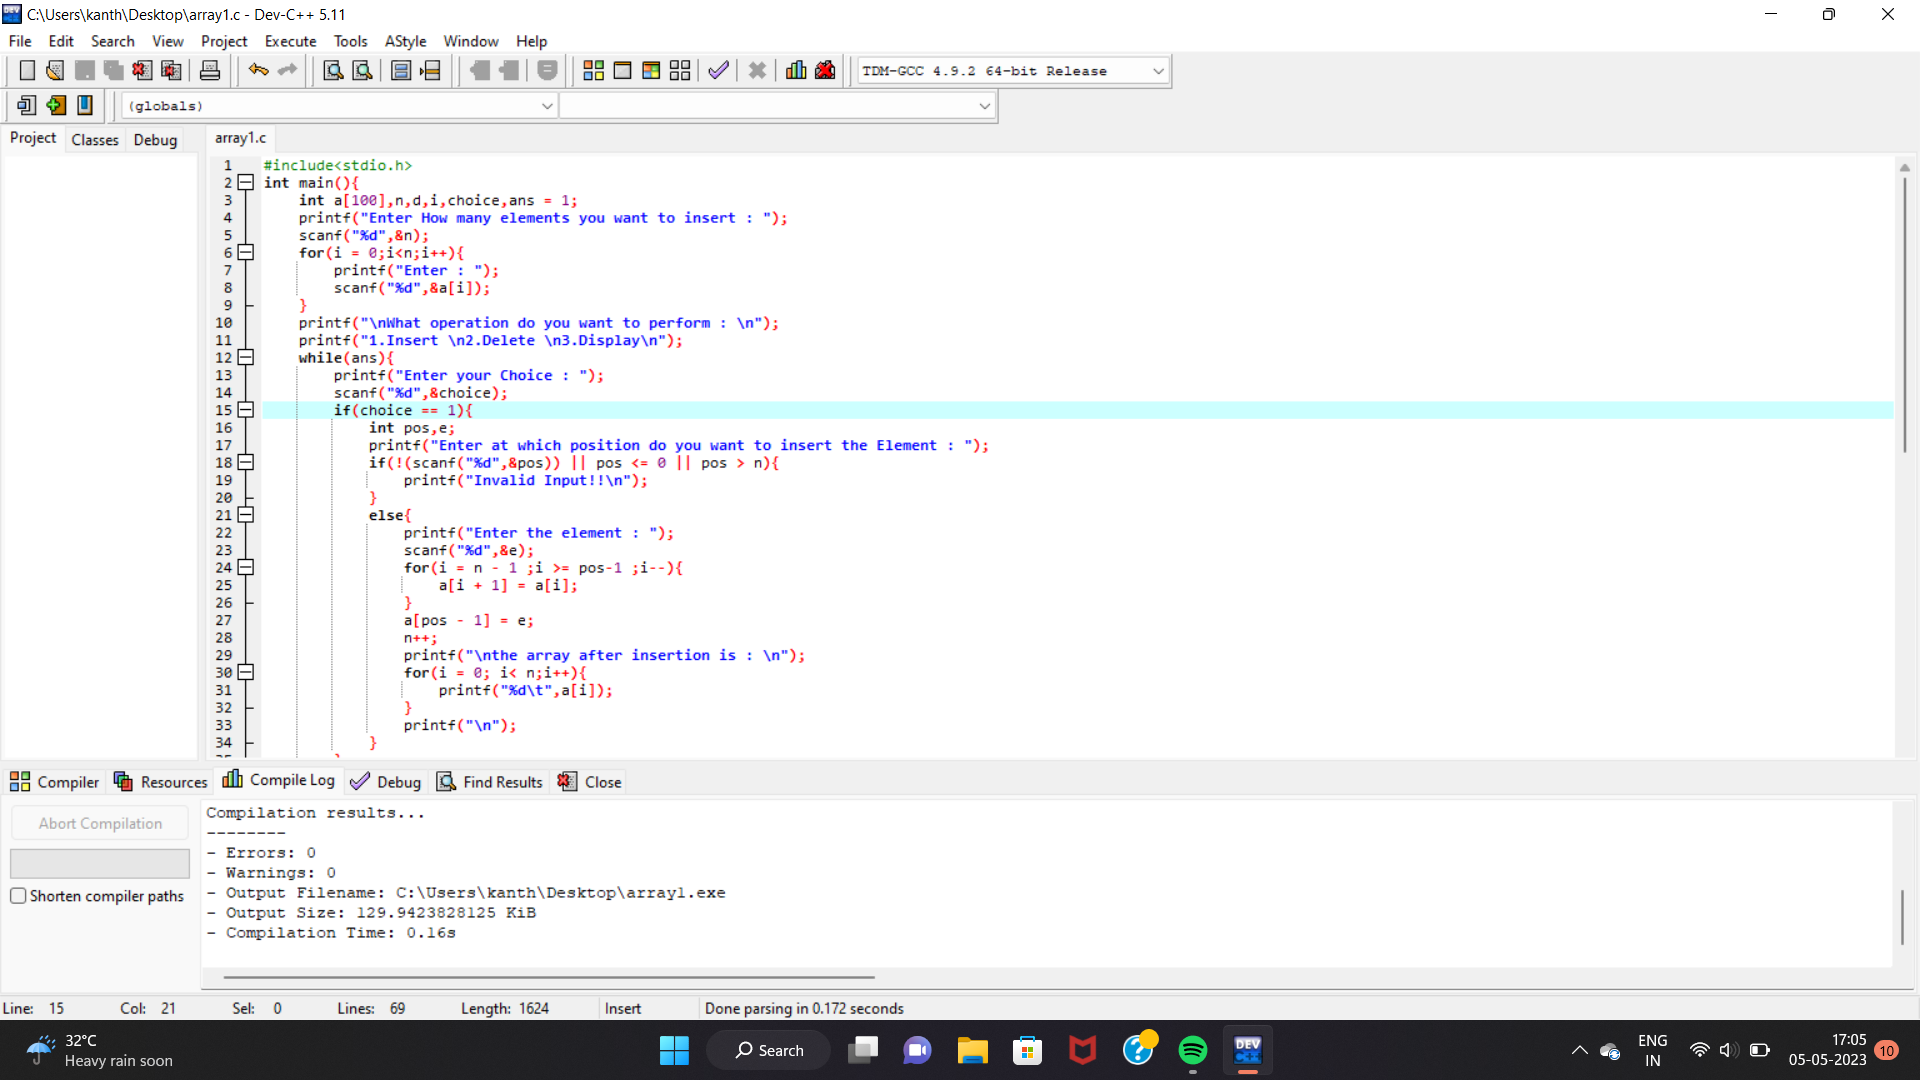 C:\Users\kanth\Desktop\array1.c - Dev-C++ 5.11
File Edit Search View Project Execute Tools AStyle Window Help
TDM-GCC 4.9.2 64-bit Release
(globals)
Project Classes Debug
array1.c
1 #include<stdio.h>
2 int main(){
3 int a[100],n,d,i,choice,ans = 1;
4 printf("Enter How many elements you want to insert : ");
5 scanf("%d",&n);
6 for(i = 0;i<n;i++){
7 printf("Enter : ");
8 scanf("%d",&a[i]);
9 }
10 printf("\nWhat operation do you want to perform : \n");
11 printf("1.Insert \n2.Delete \n3.Display\n");
12 while(ans){
13 printf("Enter your Choice : ");
14 scanf("%d",&choice);
15 if(choice == 1){
16 int pos,e;
17 printf("Enter at which position do you want to insert the Element : ");
18 if(!(scanf("%d",&pos)) || pos <= 0 || pos > n){
19 printf("Invalid Input!!\n");
20 }
21 else{
22 printf("Enter the element : ");
23 scanf("%d",&e);
24 for(i = n - 1 ;i >= pos-1 ;i--){
25 a[i + 1] = a[i];
26 }
27 a[pos - 1] = e;
28 n++;
29 printf("\nthe array after insertion is : \n");
30 for(i = 0; i< n;i++){
31 printf("%d\t",a[i]);
32 }
33 printf("\n");
34 }
Compiler Resources Compile Log Debug Find Results Close
Abort Compilation
Shorten compiler paths
Compilation results...
--------
- Errors: 0
- Warnings: 0
- Output Filename: C:\Users\kanth\Desktop\array1.exe
- Output Size: 129.9423828125 KiB
- Compilation Time: 0.16s
Line: 15 Col: 21 Sel: 0 Lines: 69 Length: 1624 Insert Done parsing in 0.172 seconds
32°C
Heavy rain soon
Search
DEV
C++
ENG
IN
17:05
05-05-2023
10